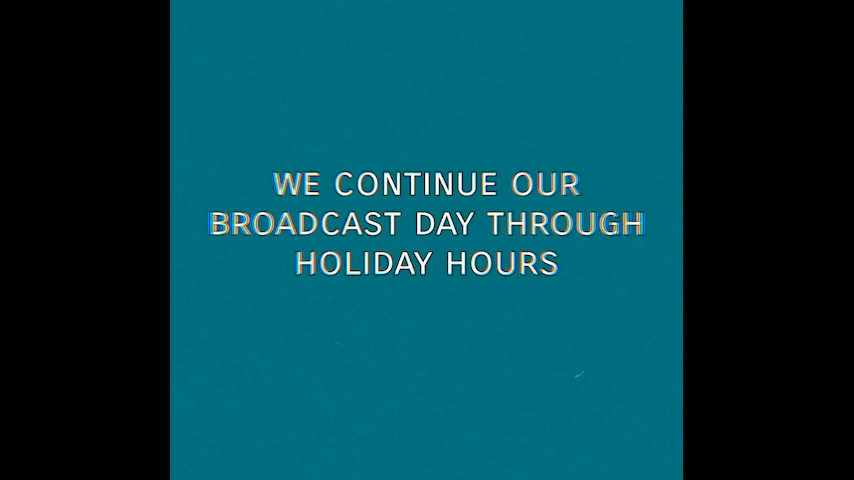 WE CONTINUE OUR
BROADCAST DAY THROUGH
HOLIDAY HOURS